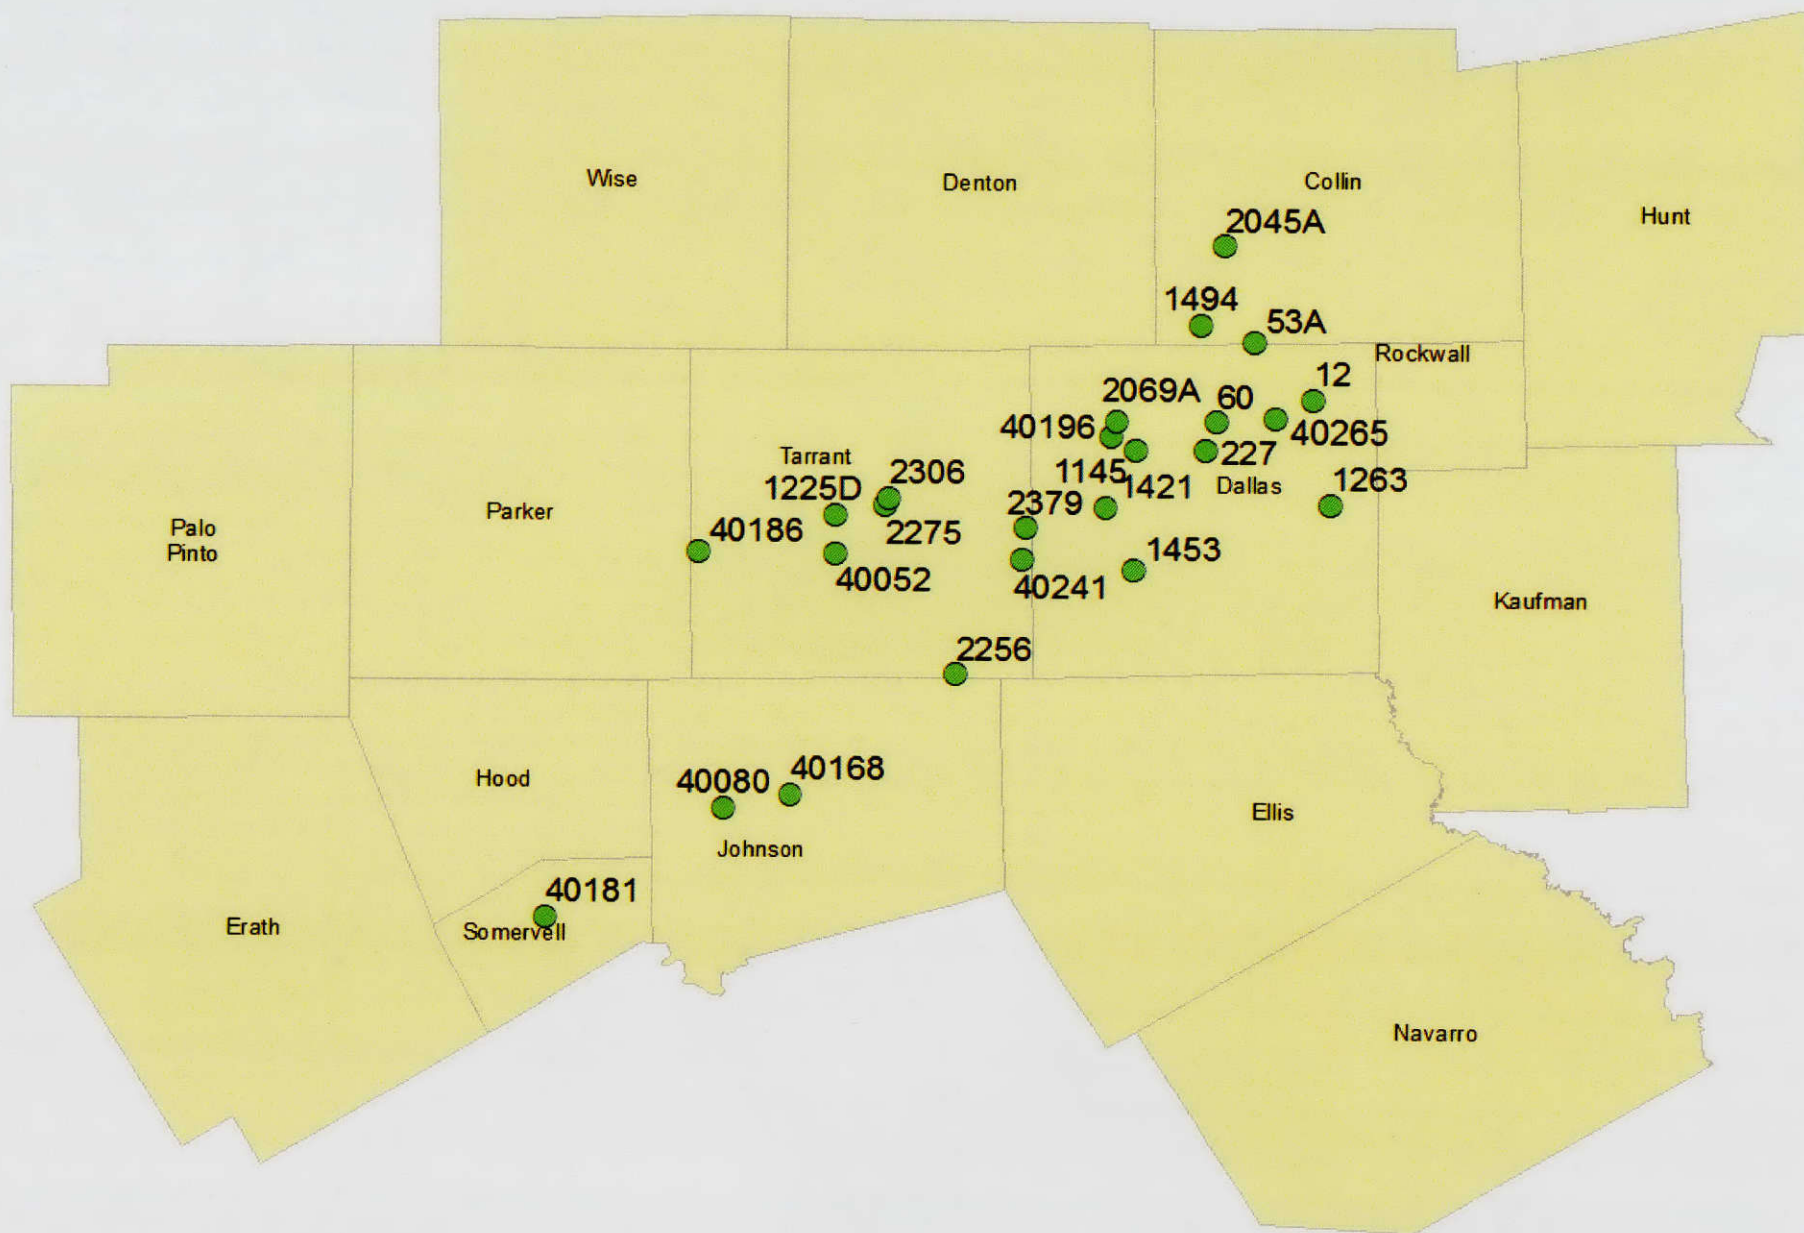 Wise
Denton
Collin
Hunt
2045A
1494
53A
Rockwall
12
2069A
60
40196
40265
Tarrant
2306
1145
227
1225D
1421
Dallas
1263
Palo
Pinto
Parker
40186
2275
2379
1453
40052
40241
Kaufman
2256
Hood
40080
40168
Ellis
Johnson
40181
Erath
Somervell
Navarro